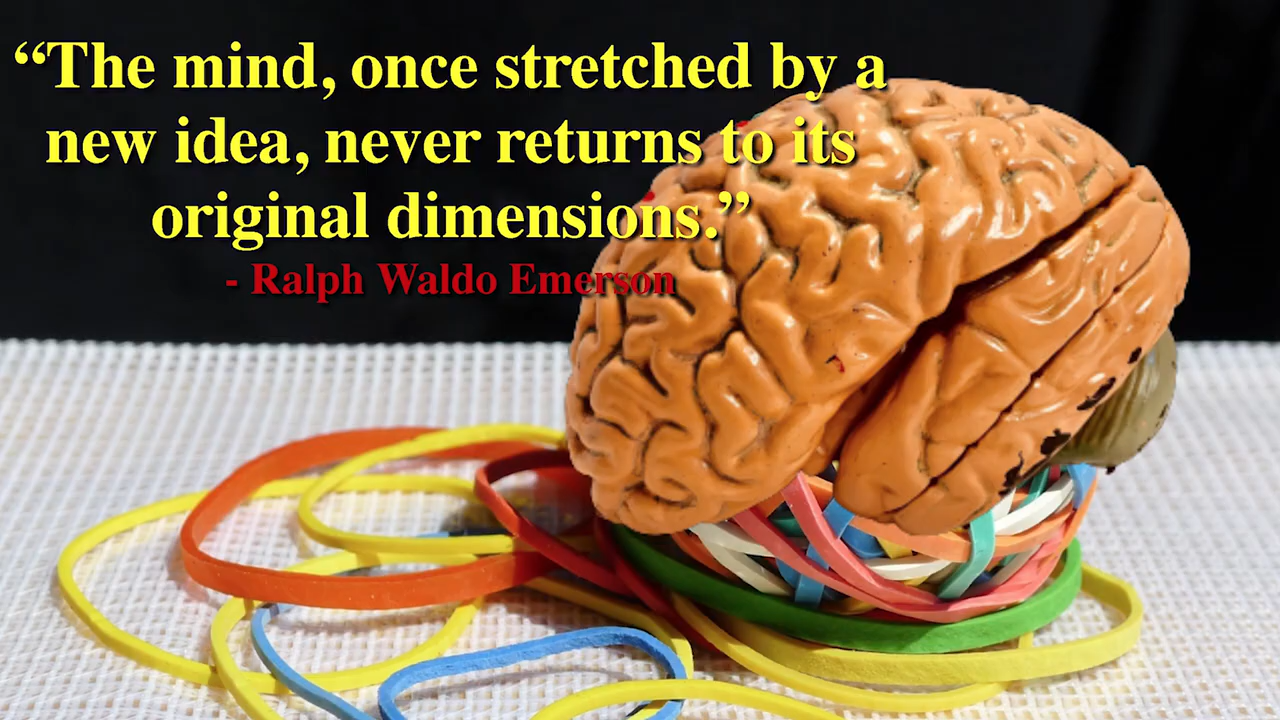 “The mind, once stretched by a
new idea, never returns to its
original dimensions.”
- Ralph Waldo Emerson